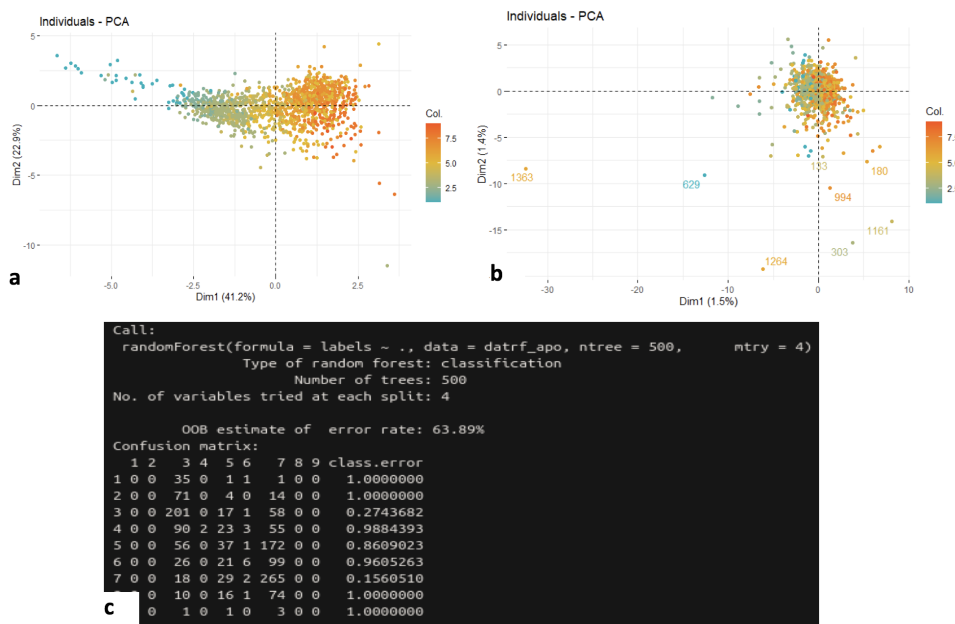 Individuals - PCA
5
0
-5
-10
Dim2 (22.9%)
-5.0
-2.5
0.0
2.5
Dim1 (41.2%)
Col.
7.5
5.0
2.5
a
Individuals - PCA
5
0
-5
-10
-15
Dim2 (1.4%)
1363
629
133
180
994
1161
303
1264
-30
-20
-10
0
10
Dim1 (1.5%)
Col.
7.5
5.0
2.5
b
Call:
randomForest(formula = labels ~ ., data = datrf_apo, ntree = 500, mtry = 4)
Type of random forest: classification
Number of trees: 500
No. of variables tried at each split: 4
OOB estimate of error rate: 63.89%
Confusion matrix:
1 2 3 4 5 6 7 8 9 class.error
1 0 0 35 0 1 1 1 0 0 1.0000000
2 0 0 71 0 4 0 14 0 0 1.0000000
3 0 0 201 0 17 1 58 0 0 0.2743682
4 0 0 90 2 23 3 55 0 0 0.9884393
5 0 0 56 0 37 1 172 0 0 0.8609023
6 0 0 26 0 21 6 99 0 0 0.9605263
7 0 0 18 0 29 2 265 0 0 0.1560510
0 10 0 16 1 74 0 0 1.0000000
0 1 0 1 0 3 0 0 1.0000000
c